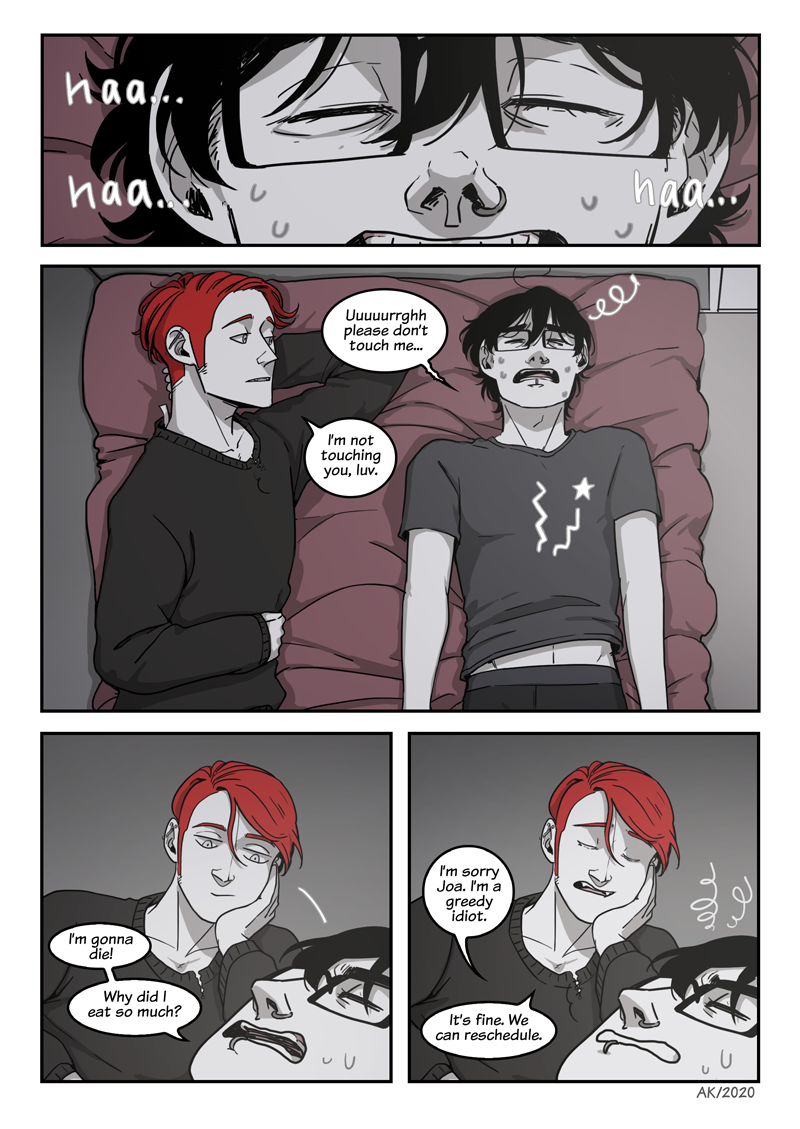 haa...
haa...
haa...
Uuuuurrghh
please don't
touch me...
I'm not
touching
you, luv.
I'm gonna
die!
Why did I
eat so much?
I'm sorry
Joa. I'm a
greedy
idiot.
It's fine. We
can reschedule.
AK/2020